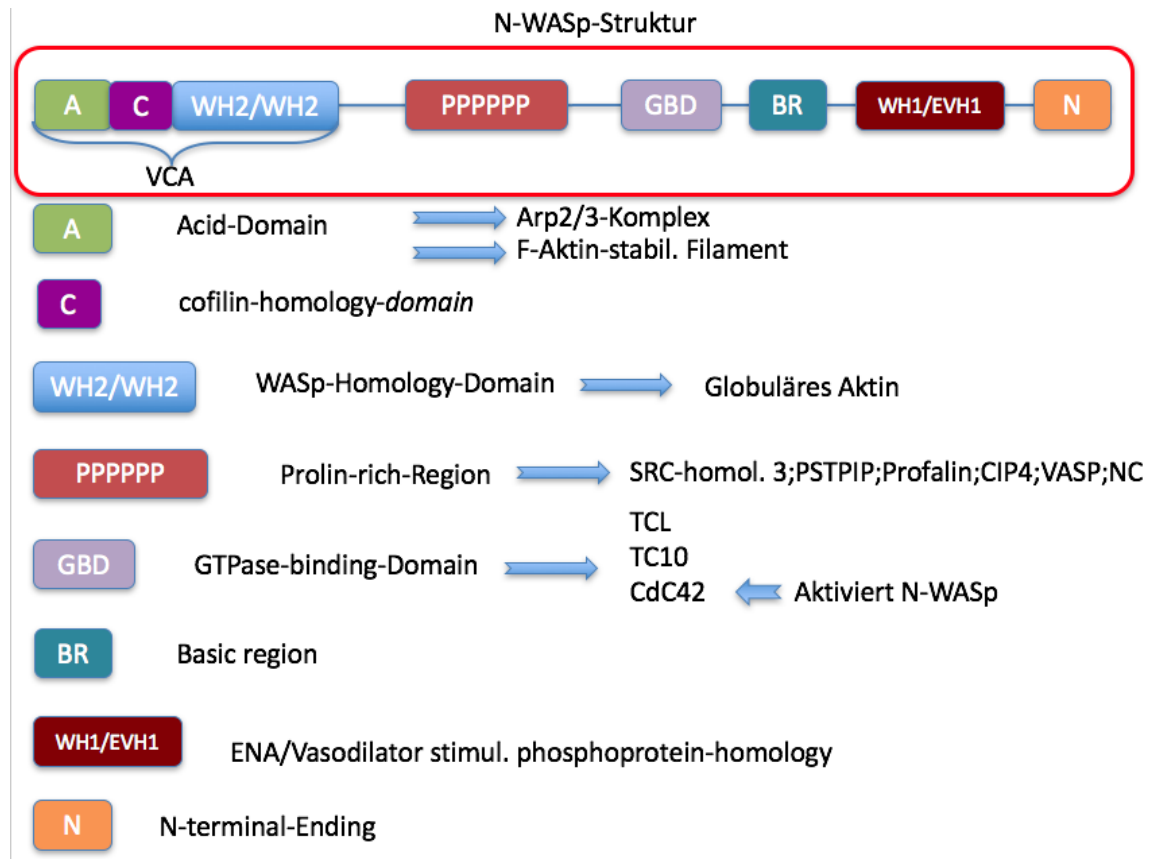 N-WASp-Struktur
A C WH2/WH2 PPPPPP GBD BR WH1/EVH1 N
VCA
A Acid-Domain Arp2/3-Komplex
F-Aktin-stabil. Filament
C cofilin-homology-domain
WH2/WH2 WASp-Homology-Domain Globuläres Aktin
PPPPPP Prolin-rich-Region SRC-homol. 3;PSTPIP;Profalin;CIP4;VASP;NC
TCL
GBD GTPase-binding-Domain TC10
CdC42 Aktiviert N-WASp
BR Basic region
WH1/EVH1 ENA/Vasodilator stimul. phosphoprotein-homology
N N-terminal-Ending